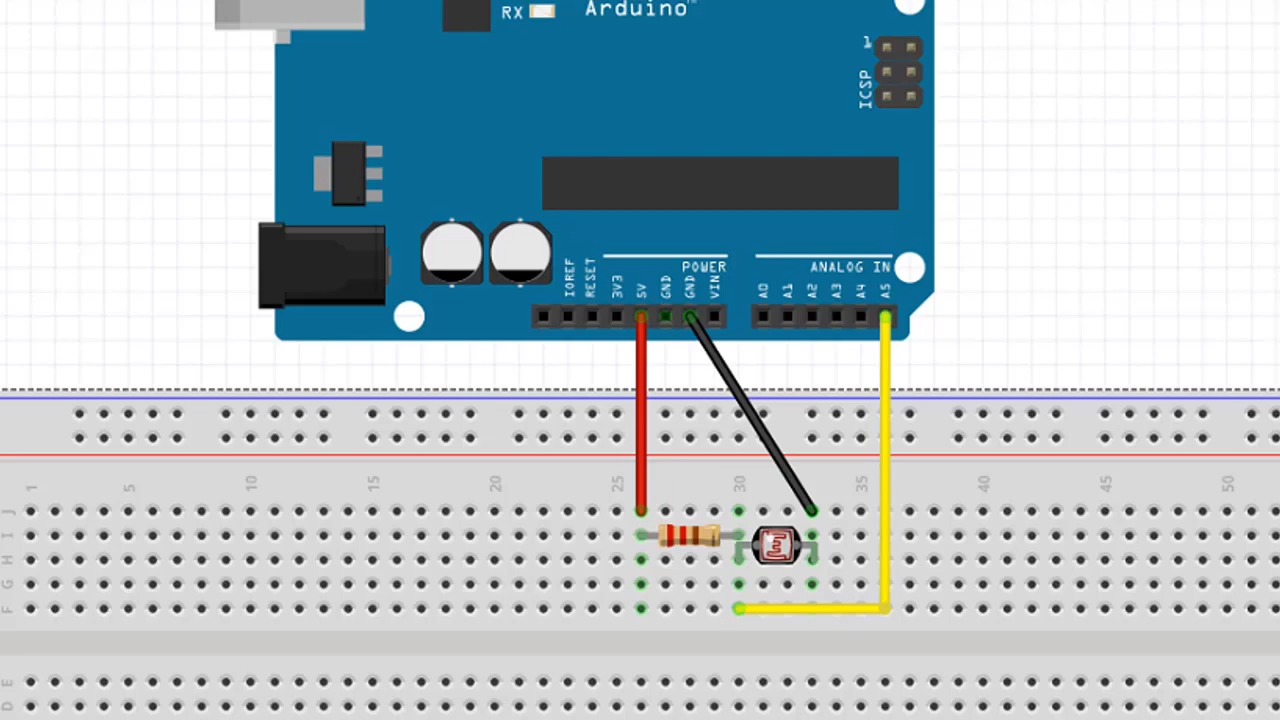 RX
Arduino™
1
ICSP
POWER
ANALOG IN
IOREF
RESET
3V3
5V
GND
GND
VIN
A0
A1
A2
A3
A4
A5
1
5
10
15
20
25
30
35
40
45
50
J
I
H
G
F
E
D